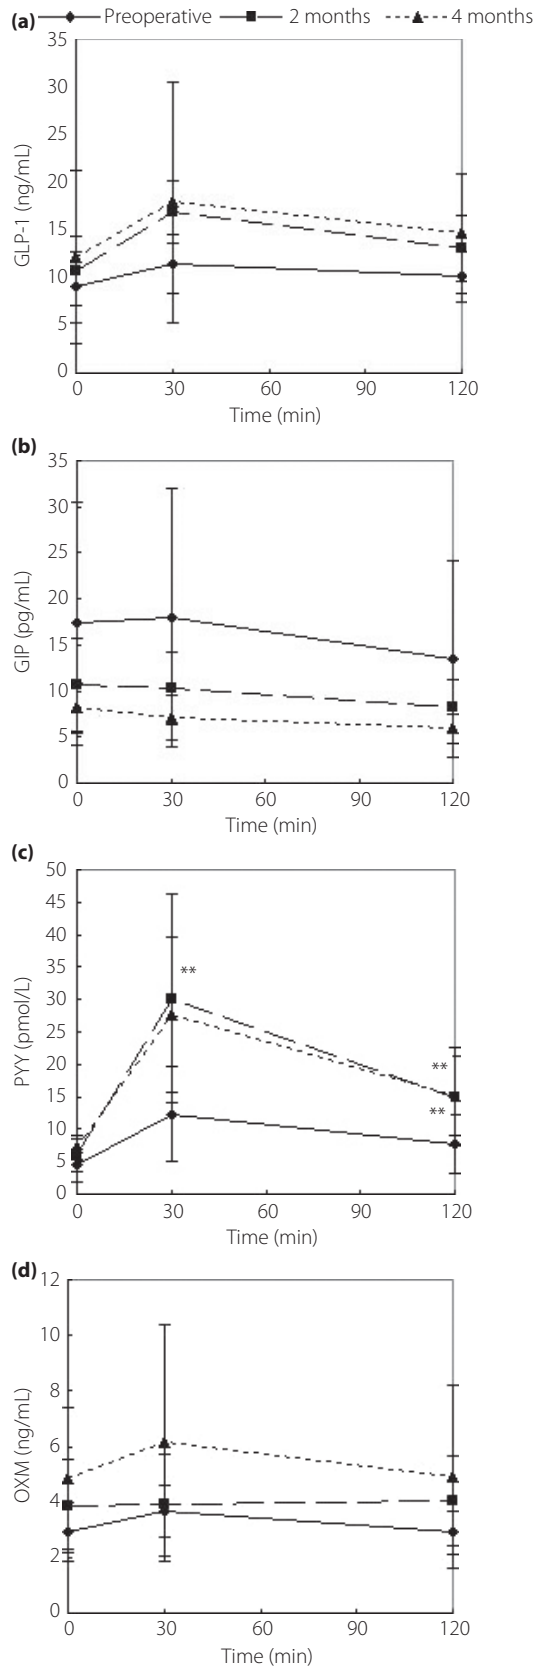 (a) Preoperative 2 months 4 months
35
30
25
20
15
10
5
0
GLP-1 (ng/mL)
0 30 60 90 120
Time (min)
(b)
35
30
25
20
15
10
5
0
GIP (pg/mL)
0 30 60 90 120
Time (min)
(c)
50
45
40
35
30
25
20
15
10
5
0
PYY (pmol/L)
**
**
**
0 30 60 90 120
Time (min)
(d)
12
10
8
6
4
2
0
OXM (ng/mL)
0 30 60 90 120
Time (min)